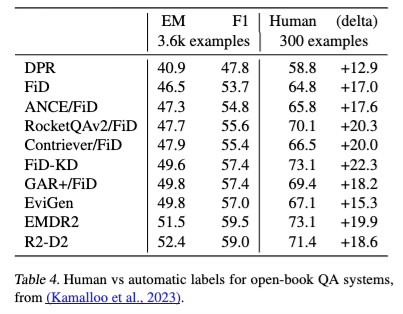 EM F1 Human (delta)
3.6k examples 300 examples
DPR 40.9 47.8 58.8 +12.9
FiD 46.5 53.7 64.8 +17.0
ANCE/FiD 47.3 54.8 65.8 +17.6
RocketQAv2/FiD 47.7 55.6 70.1 +20.3
Contriever/FiD 47.9 55.4 66.5 +20.0
FiD-KD 49.6 57.4 73.1 +22.3
GAR+/FiD 49.8 57.4 69.4 +18.2
EviGen 49.8 57.0 67.1 +15.3
EMDR2 51.5 59.5 73.1 +19.9
R2-D2 52.4 59.0 71.4 +18.6
Table 4. Human vs automatic labels for open-book QA systems,
from (Kamalloo et al., 2023).